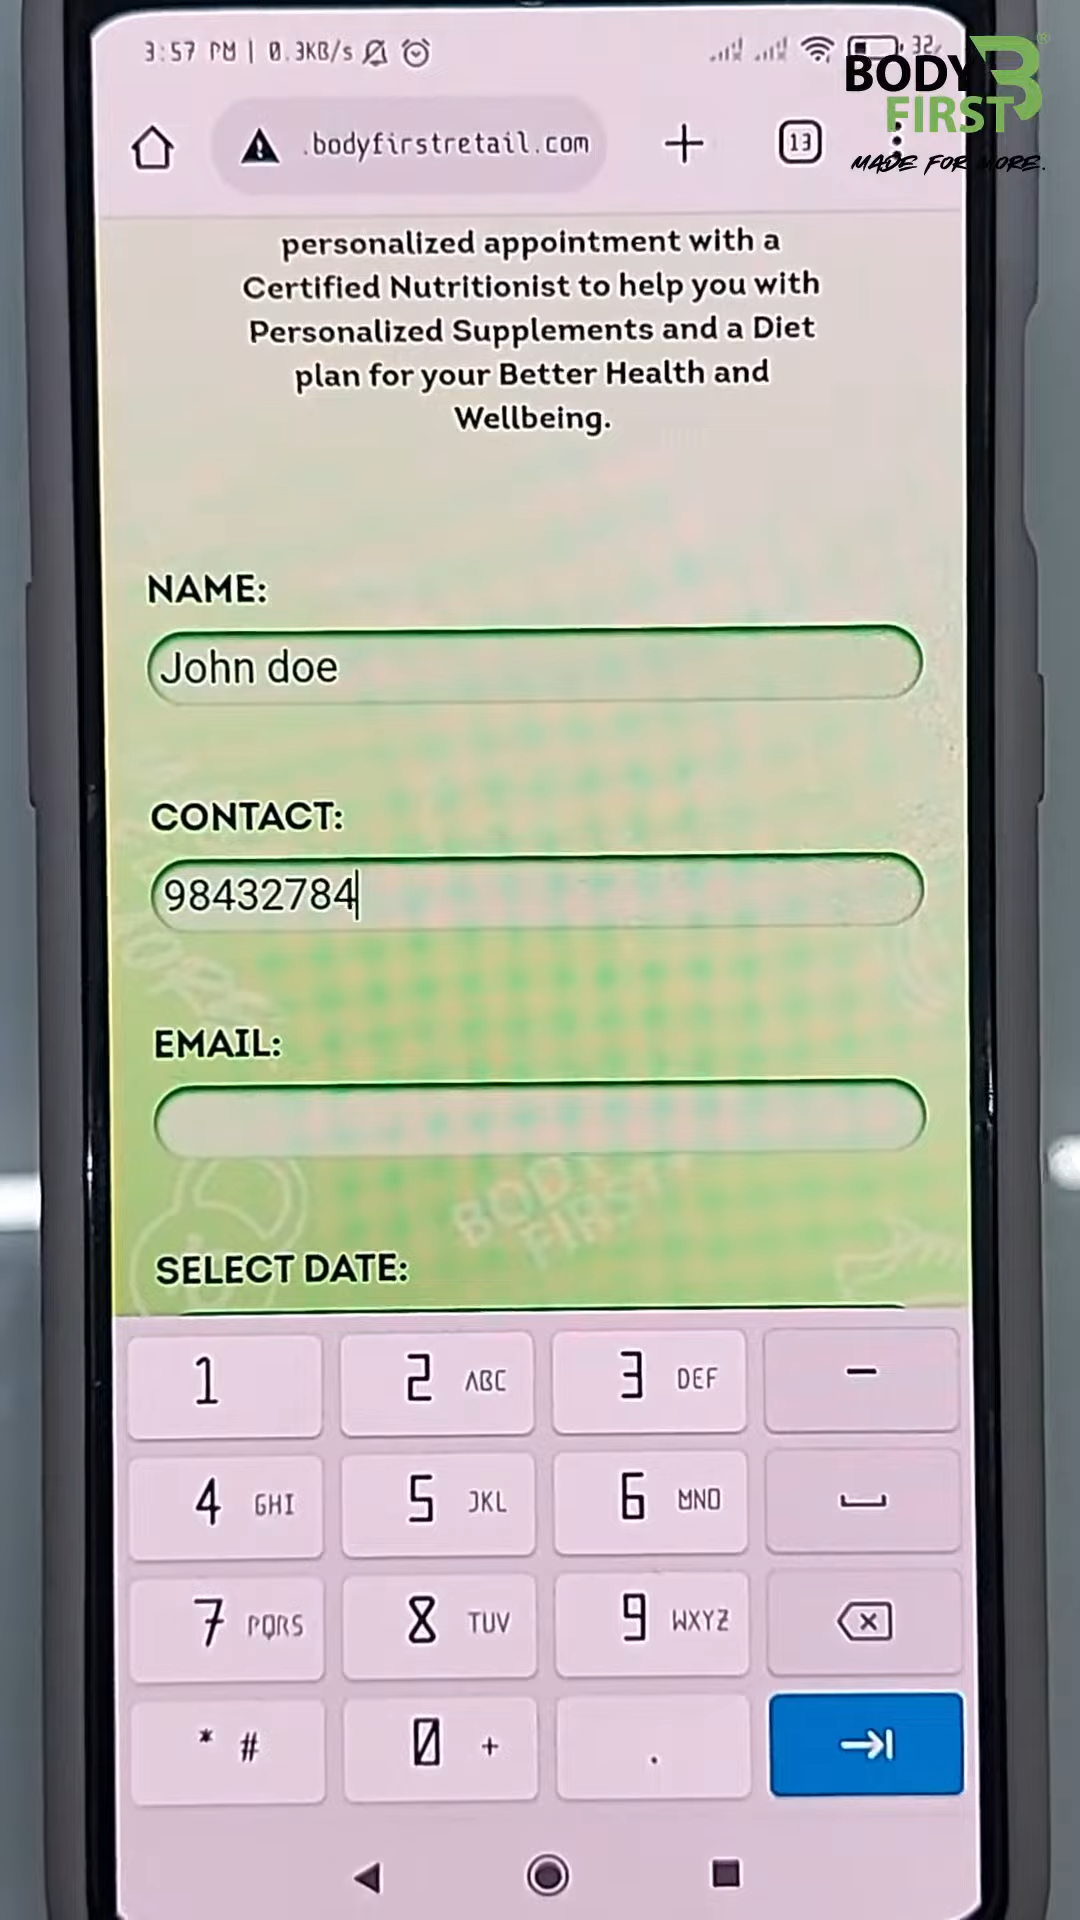 3:57 PM | 0.3KB/s
32
BODY
FIRST
MADE FOR MORE.
.bodyfirstretail.com
13
personalized appointment with a
Certified Nutritionist to help you with
Personalized Supplements and a Diet
plan for your Better Health and
Wellbeing.
NAME:
John doe
CONTACT:
98432784
EMAIL:
BODY
FIRST
SELECT DATE:
1 2 ABC 3 DEF –
4 GHI 5 JKL 6 MNO
7 PQRS 8 TUV 9 WXYZ
* # 0 + .